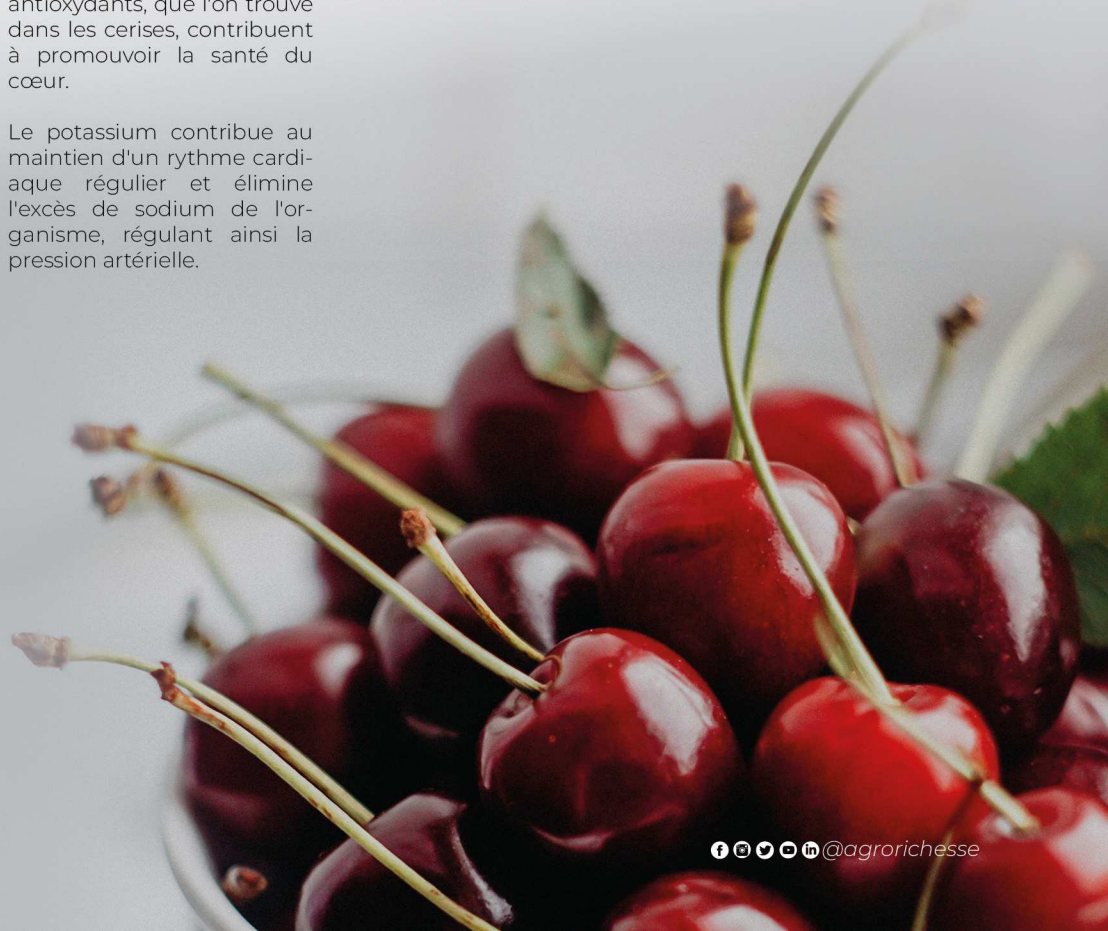 antioxydants, que l'on trouve
dans les cerises, contribuent
à promouvoir la santé du
cœur.
Le potassium contribue au
maintien d'un rythme cardi-
aque régulier et élimine
l'excès de sodium de l'or-
ganisme, régulant ainsi la
pression artérielle.
@agrorichesse